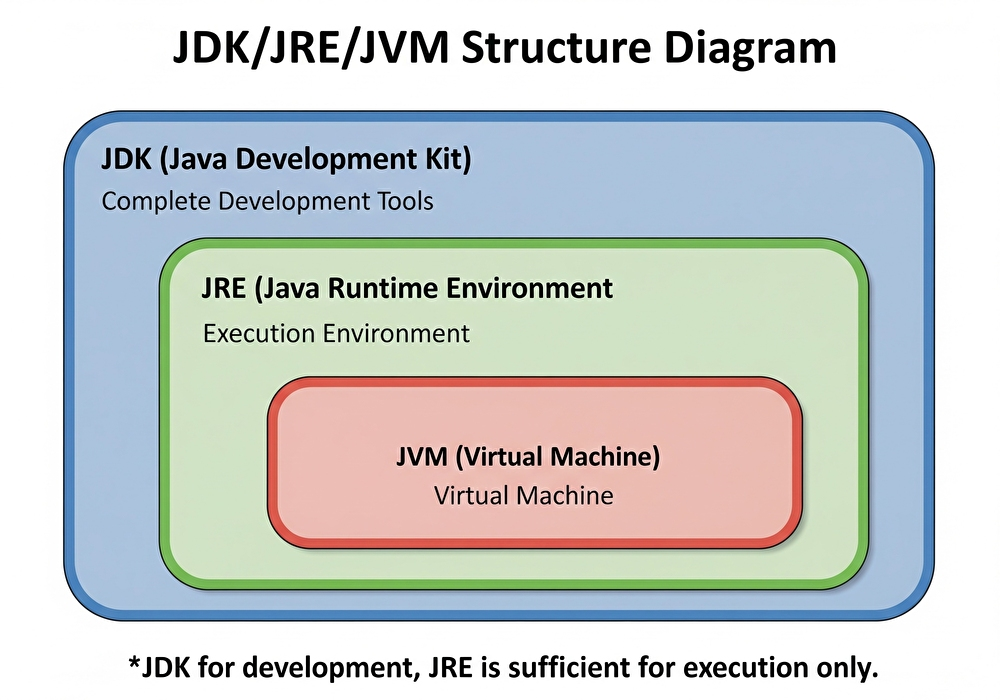 JDK/JRE/JVM Structure Diagram
JDK (Java Development Kit)
Complete Development Tools
JRE (Java Runtime Environment
Execution Environment
JVM (Virtual Machine)
Virtual Machine
*JDK for development, JRE is sufficient for execution only.